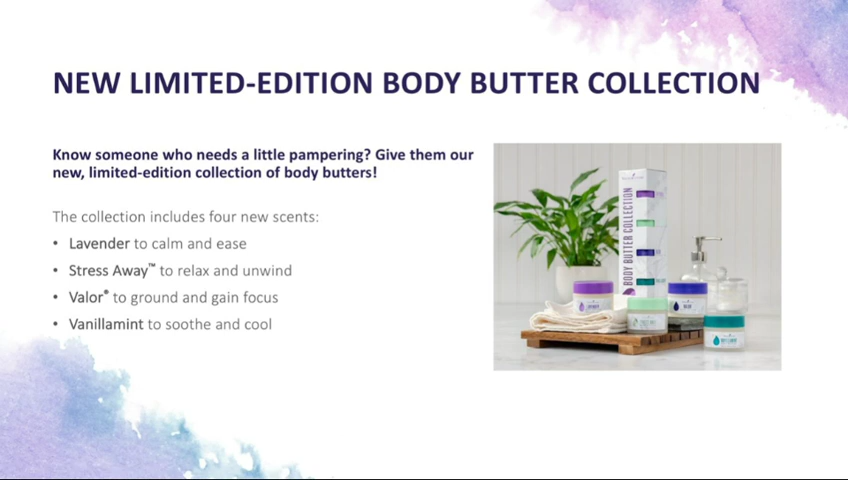 NEW LIMITED-EDITION BODY BUTTER COLLECTION
Know someone who needs a little pampering? Give them our
new, limited-edition collection of body butters!
The collection includes four new scents:
• Lavender to calm and ease
• Stress Away™ to relax and unwind
• Valor® to ground and gain focus
• Vanillamint to soothe and cool
BODY BUTTER COLLECTION